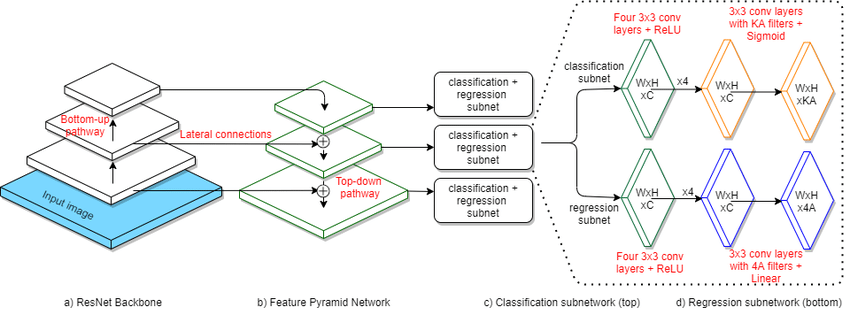 Four 3x3 conv
layers + ReLU
3x3 conv layers
with KA filters +
Sigmoid
classification
subnet
WxH
xC
x4
WxH
xC
WxH
xKA
Bottom-up
pathway
Lateral connections
classification +
regression
subnet
classification +
regression
subnet
Top-down
pathway
classification +
regression
subnet
Input image
regression
subnet
WxH
xC
x4
WxH
xC
WxH
x4A
Four 3x3 conv
layers + ReLU
3x3 conv layers
with 4A filters +
Linear
a) ResNet Backbone
b) Feature Pyramid Network
c) Classification subnetwork (top)
d) Regression subnetwork (bottom)